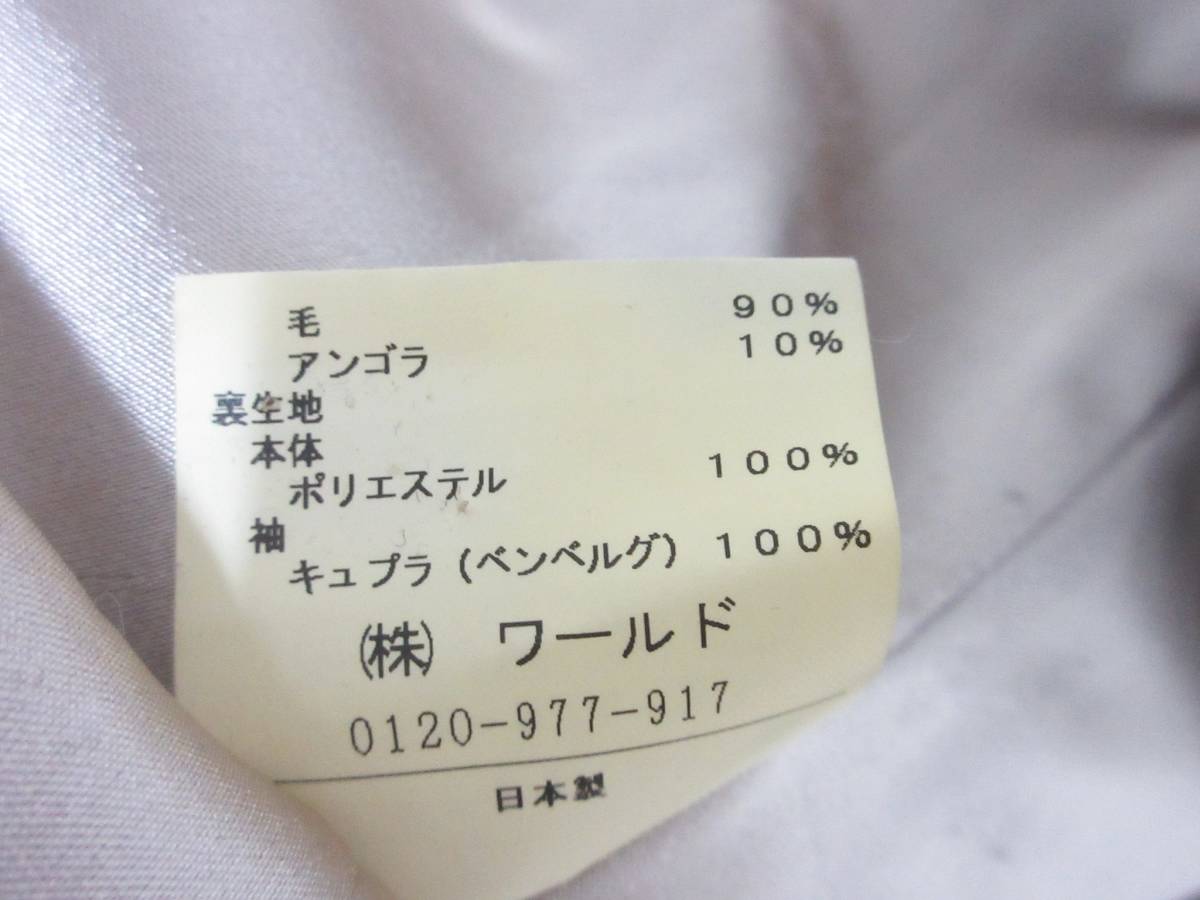 毛 90%
アンゴラ 10%
裏生地
本体
ポリエステル 100%
袖
キュプラ(ベンベルグ) 100%
㈱ ワールド
0120-977-917
日本製